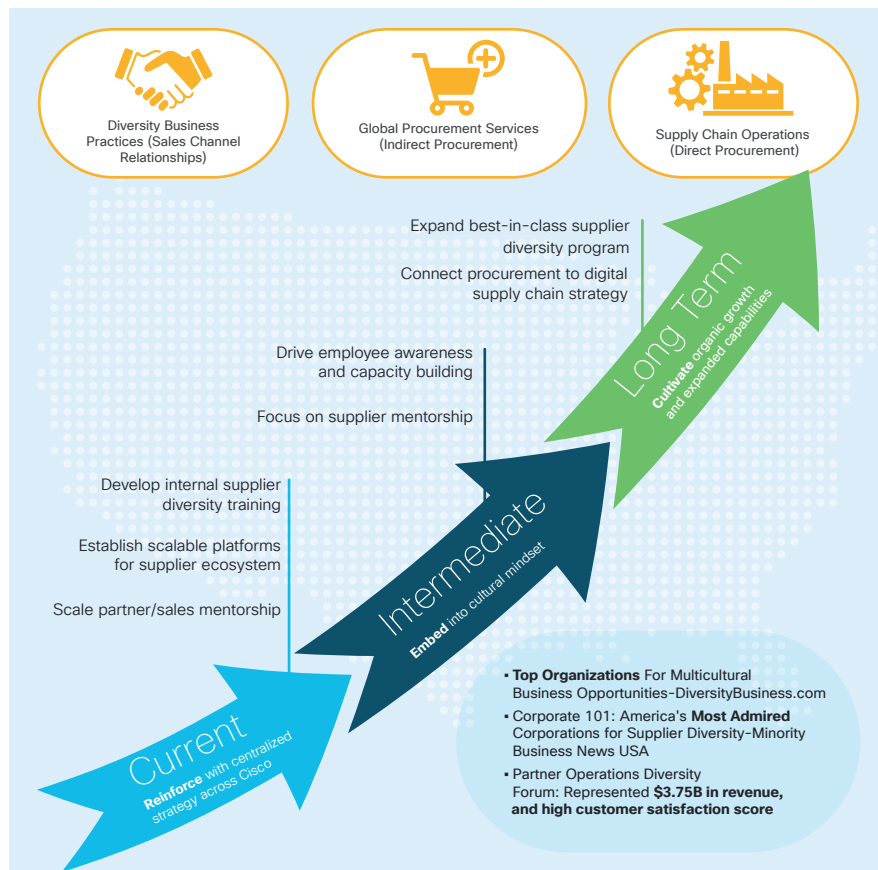 Diversity Business
Practices (Sales Channel
Relationships)
Global Procurement Services
(Indirect Procurement)
Supply Chain Operations
(Direct Procurement)
Expand best-in-class supplier
diversity program
Connect procurement to digital
supply chain strategy
Long Term
Cultivate organic growth
and expanded capabilities
Drive employee awareness
and capacity building
Focus on supplier mentorship
Intermediate
Embed into cultural mindset
Develop internal supplier
diversity training
Establish scalable platforms
for supplier ecosystem
Scale partner/sales mentorship
Current
Reinforce with centralized
strategy across Cisco
▪ Top Organizations For Multicultural
Business Opportunities-DiversityBusiness.com
▪ Corporate 101: America's Most Admired
Corporations for Supplier Diversity-Minority
Business News USA
▪ Partner Operations Diversity
Forum: Represented $3.75B in revenue,
and high customer satisfaction score